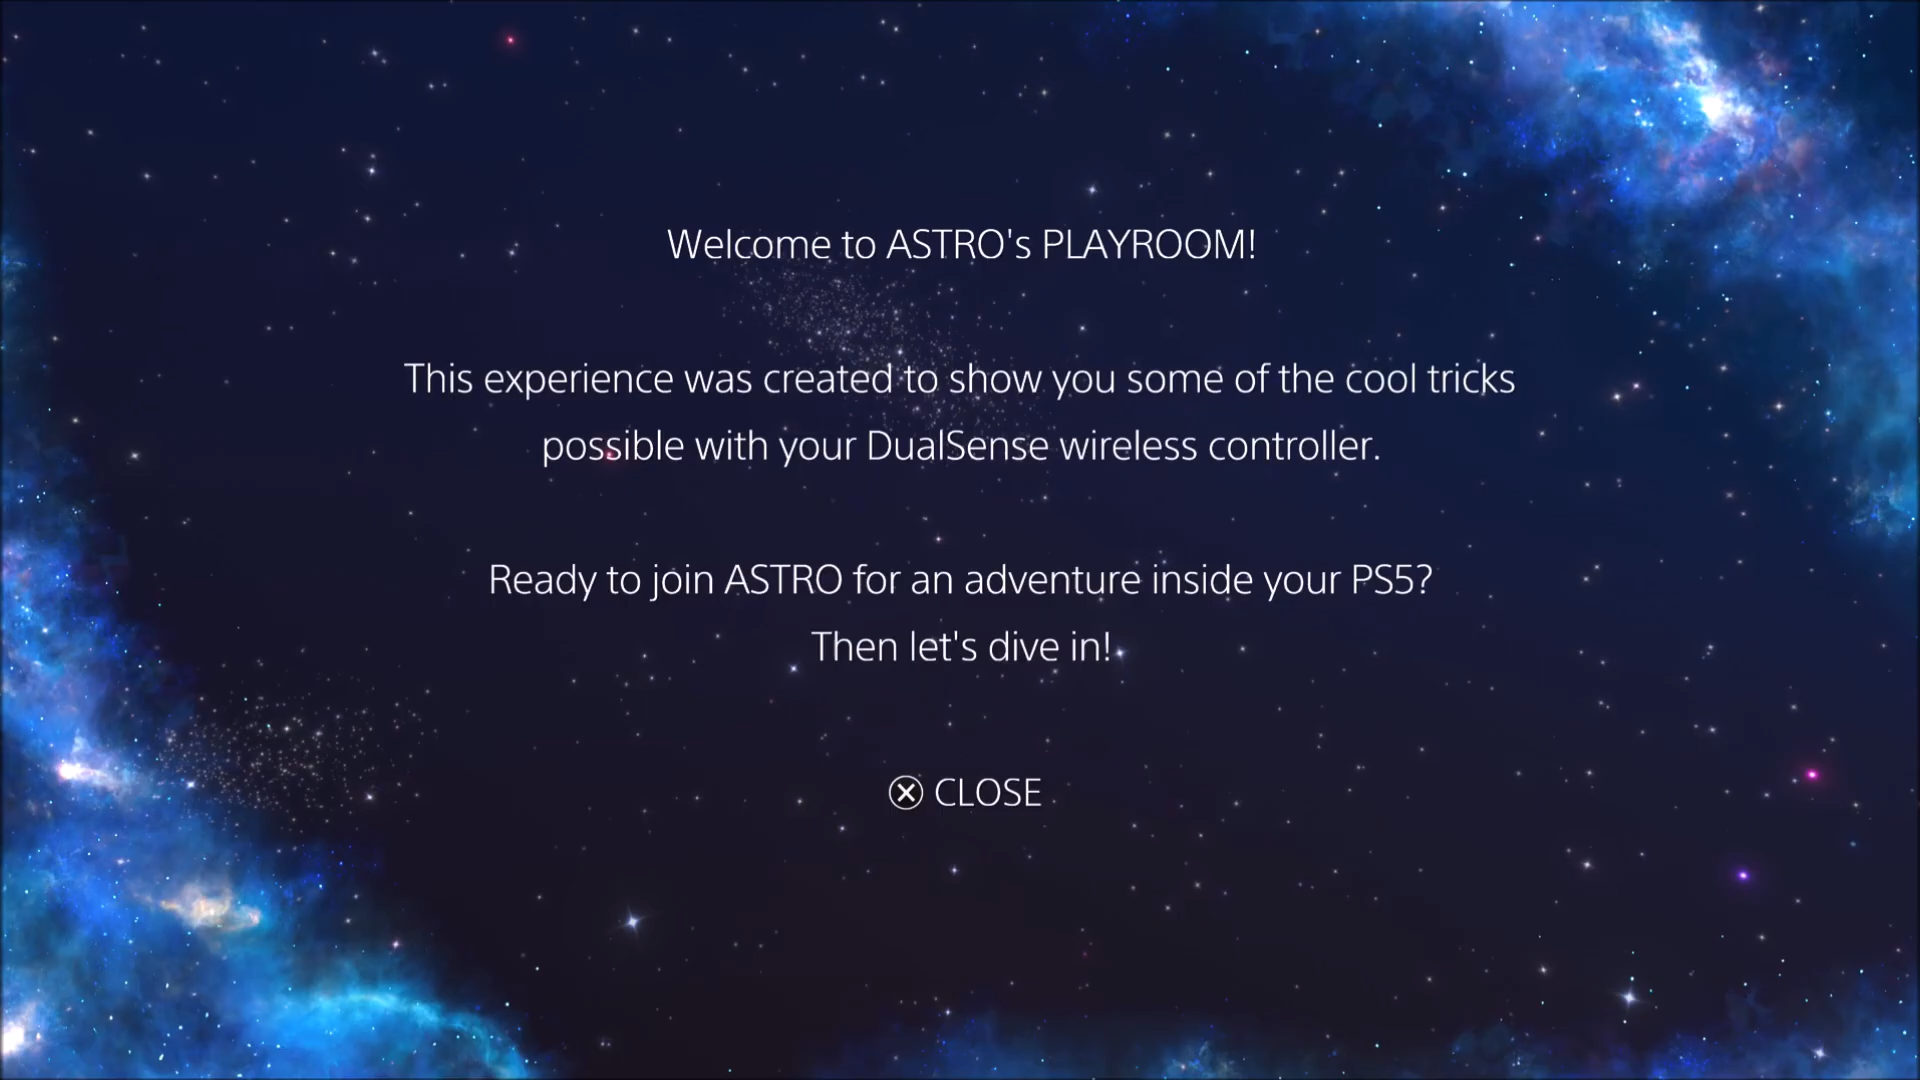 Welcome to ASTRO's PLAYROOM!
This experience was created to show you some of the cool tricks
possible with your DualSense wireless controller.
Ready to join ASTRO for an adventure inside your PS5?
Then let's dive in!
CLOSE